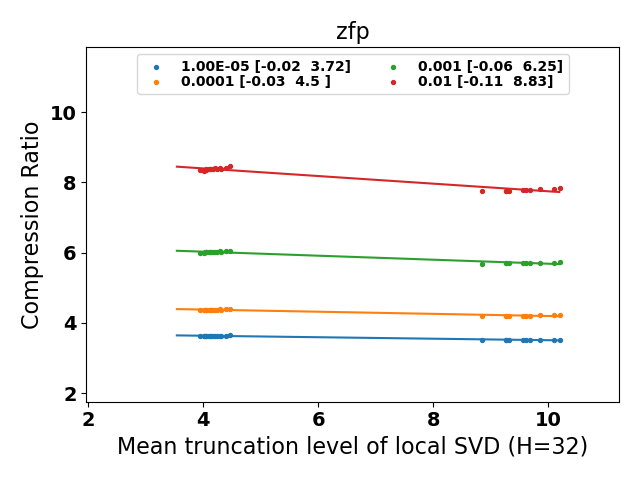 zfp
1.00E-05 [-0.02  3.72]
0.0001 [-0.03  4.5 ]
0.001 [-0.06  6.25]
0.01 [-0.11  8.83]
Compression Ratio
10
8
6
4
2
2 4 6 8 10
Mean truncation level of local SVD (H=32)